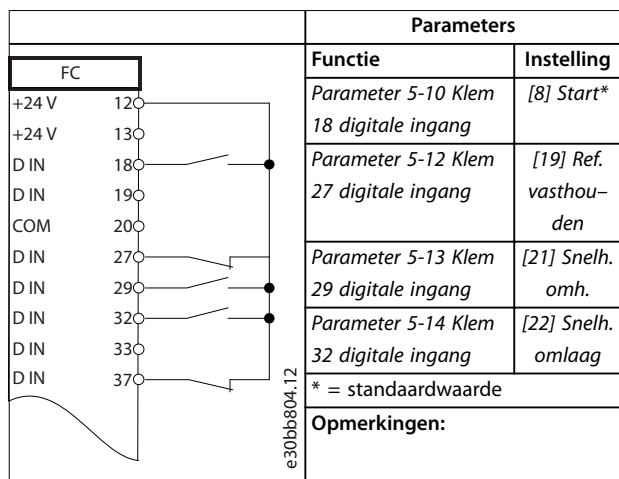 FC
+24 V 12
+24 V 13
D IN 18
D IN 19
COM 20
D IN 27
D IN 29
D IN 32
D IN 33
D IN 37
e30bb804.12
Parameters
Functie Instelling
Parameter 5-10 Klem [8] Start*
18 digitale ingang
Parameter 5-12 Klem [19] Ref.
27 digitale ingang vasthou–
den
Parameter 5-13 Klem [21] Snelh.
29 digitale ingang omh.
Parameter 5-14 Klem [22] Snelh.
32 digitale ingang omlaag
* = standaardwaarde
Opmerkingen: